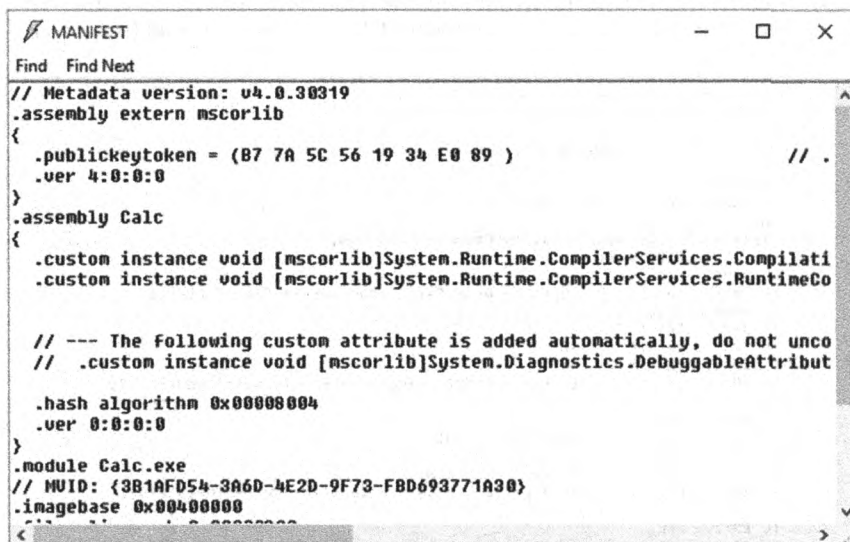 MANIFEST
Find Find Next
// Metadata version: v4.0.30319
.assembly extern mscorlib
{
.publickeytoken = (B7 7A 5C 56 19 34 E0 89 ) // .
.ver 4:0:0:0
}
.assembly Calc
{
.custom instance void [mscorlib]System.Runtime.CompilerServices.Compilati
.custom instance void [mscorlib]System.Runtime.CompilerServices.RuntimeCo
// --- The following custom attribute is added automatically, do not unco
// .custom instance void [mscorlib]System.Diagnostics.DebuggableAttribut
.hash algorithm 0x00008004
.ver 0:0:0:0
}
.module Calc.exe
// MVID: {3B1AFD54-3A6D-4E2D-9F73-FBD693771A30}
.imagebase 0x00400000